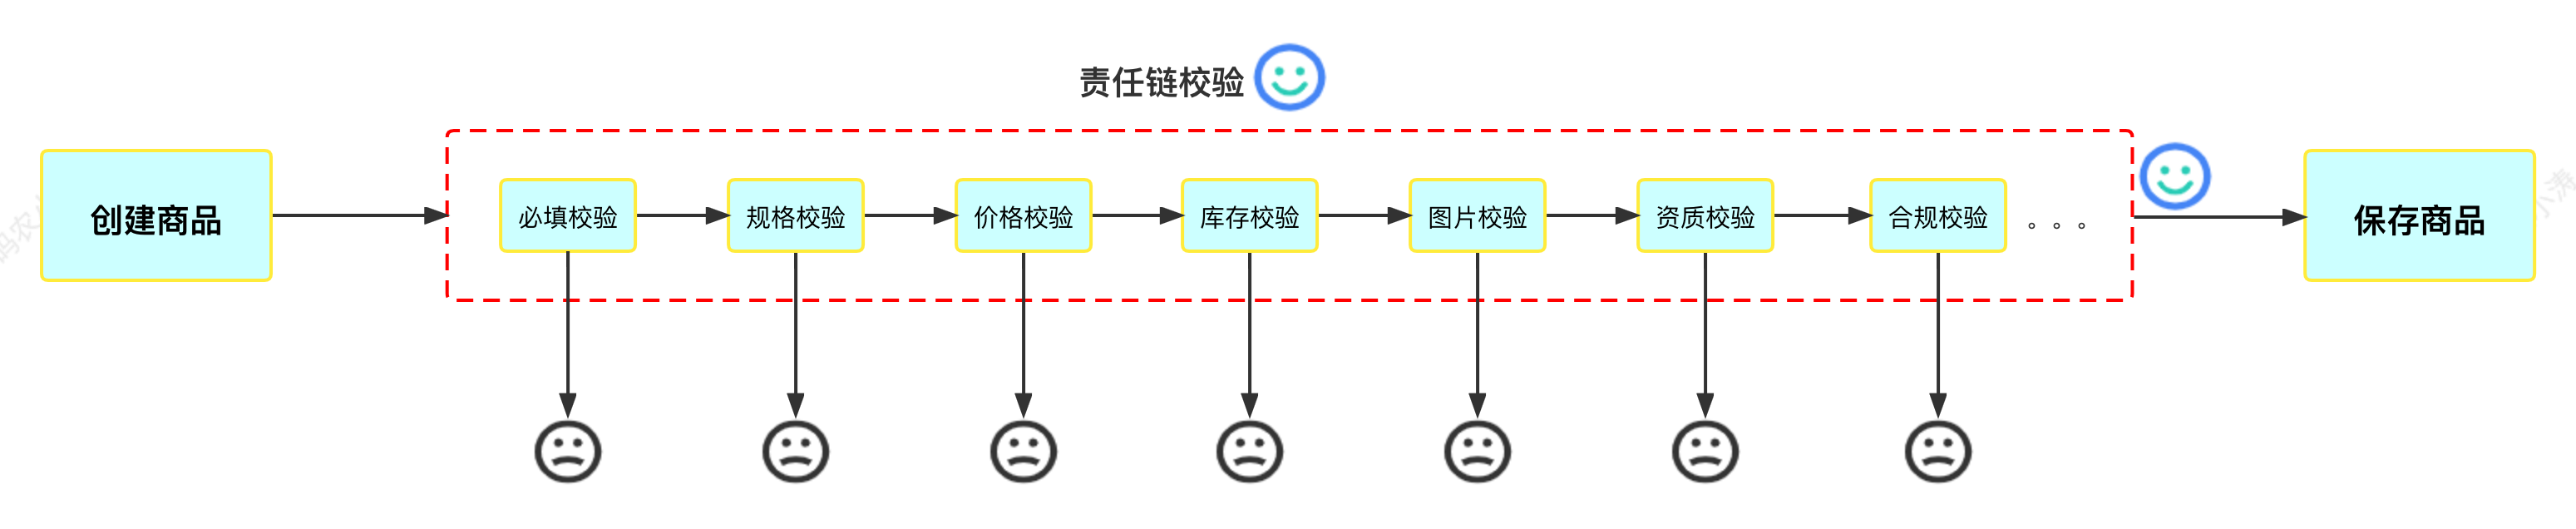 责任链校验
创建商品
必填校验
规格校验
价格校验
库存校验
图片校验
资质校验
合规校验
。。。
保存商品